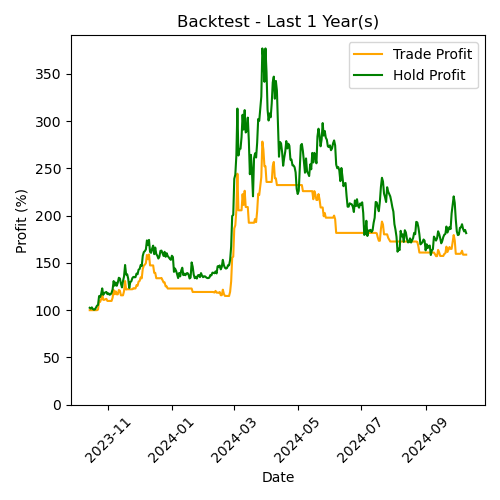 Backtest - Last 1 Year(s)
Trade Profit
Hold Profit
Profit (%)
350
300
250
200
150
100
50
0
2023-11
2024-01
2024-03
2024-05
2024-07
2024-09
Date